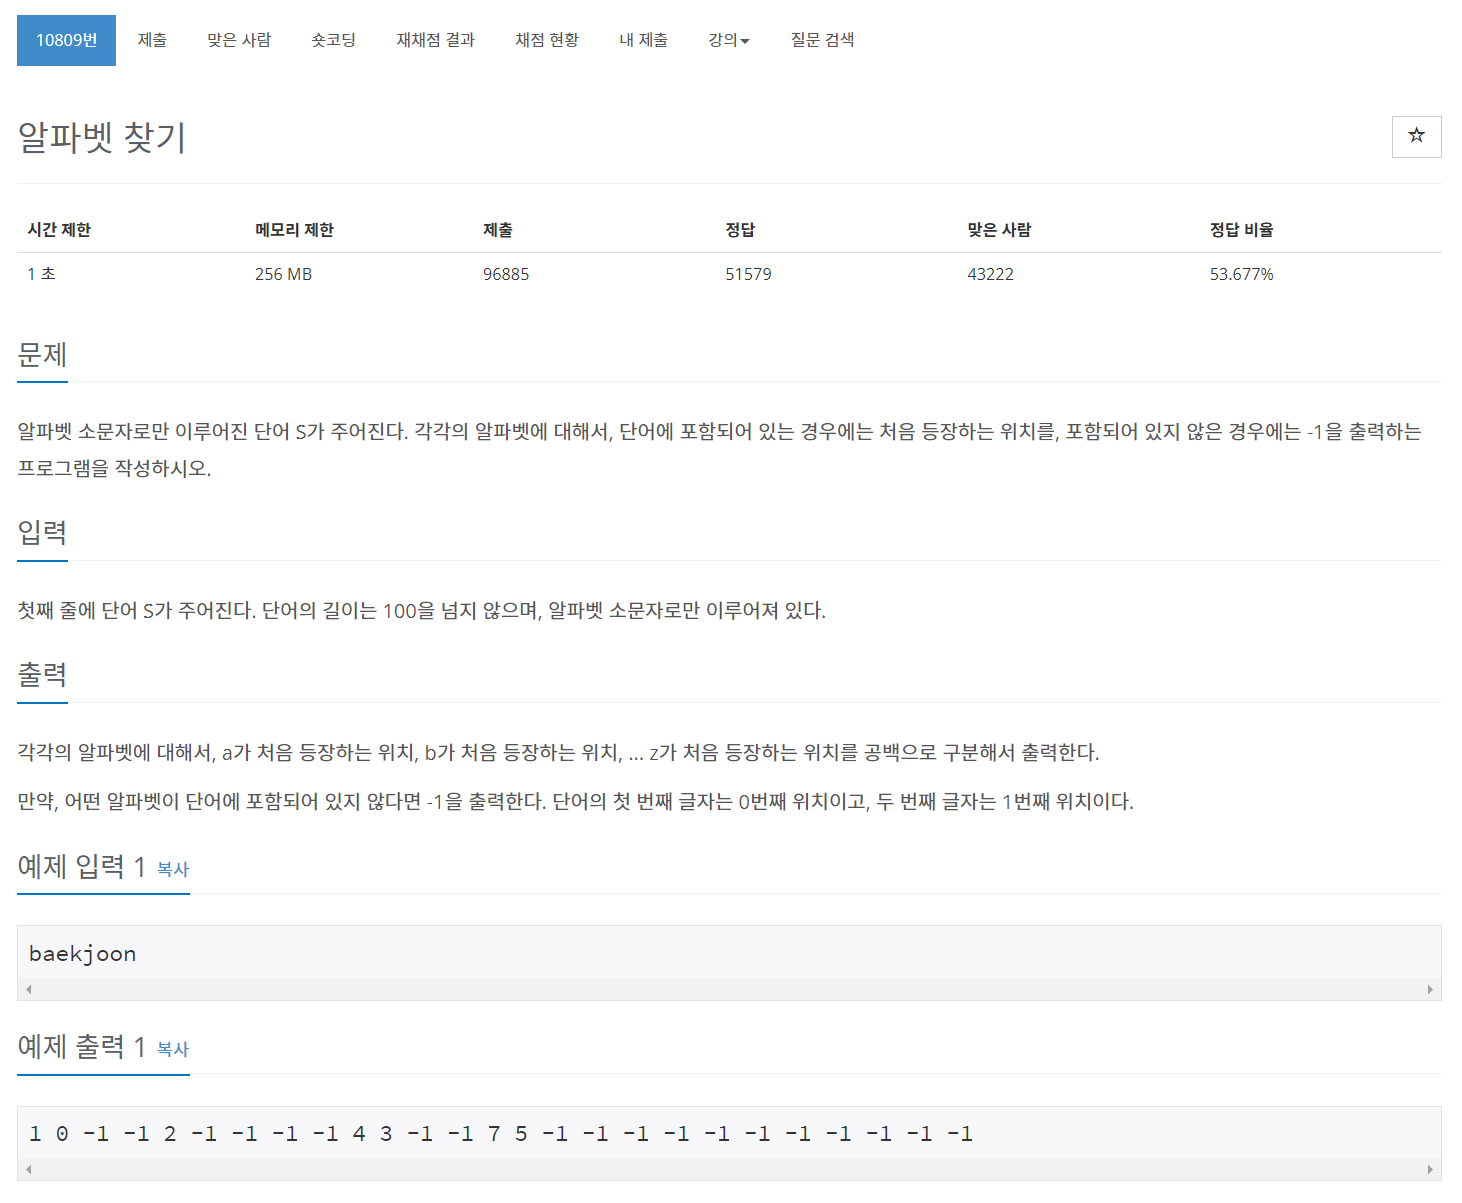 10809번 제출 맞은 사람 숏코딩 재채점 결과 채점 현황 내 제출 강의 질문 검색
알파벳 찾기
시간 제한 메모리 제한 제출 정답 맞은 사람 정답 비율
1 초 256 MB 96885 51579 43222 53.677%
문제
알파벳 소문자로만 이루어진 단어 S가 주어진다. 각각의 알파벳에 대해서, 단어에 포함되어 있는 경우에는 처음 등장하는 위치를, 포함되어 있지 않은 경우에는 -1을 출력하는
프로그램을 작성하시오.
입력
첫째 줄에 단어 S가 주어진다. 단어의 길이는 100을 넘지 않으며, 알파벳 소문자로만 이루어져 있다.
출력
각각의 알파벳에 대해서, a가 처음 등장하는 위치, b가 처음 등장하는 위치, ... z가 처음 등장하는 위치를 공백으로 구분해서 출력한다.
만약, 어떤 알파벳이 단어에 포함되어 있지 않다면 -1을 출력한다. 단어의 첫 번째 글자는 0번째 위치이고, 두 번째 글자는 1번째 위치이다.
예제 입력 1 복사
baekjoon
예제 출력 1 복사
1 0 -1 -1 2 -1 -1 -1 -1 4 3 -1 -1 7 5 -1 -1 -1 -1 -1 -1 -1 -1 -1 -1 -1